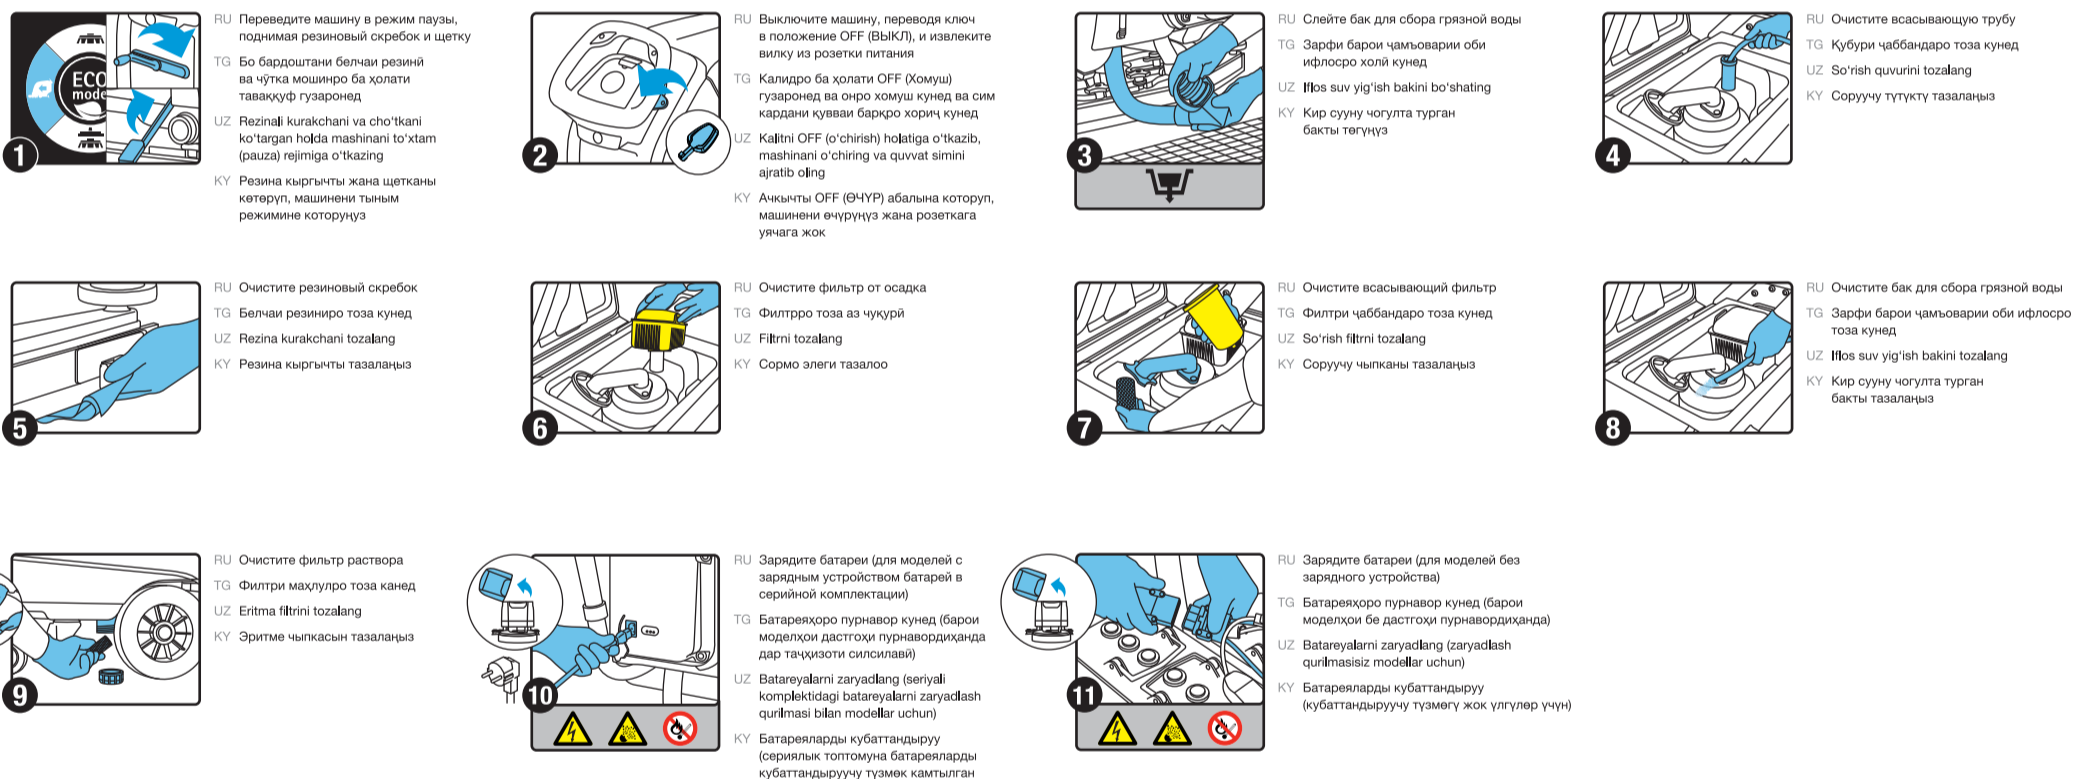 ECO
mode
1
RU Переведите машину в режим паузы,
поднимая резиновый скребок и щетку
TG Бо бардоштани белчаи резинӣ
ва чӯтка мошинро ба ҳолати
таваққуф гузаронед
UZ Rezinali kurakchani va cho'tkani
ko'targan holda mashinani to'xtam
(pauza) rejimiga o'tkazing
KY Резина кыргычты жана щетканы
көтөрүп, машинени тыным
режимине которуңуз
2
RU Выключите машину, переводя ключ
в положение OFF (ВЫКЛ), и извлеките
вилку из розетки питания
TG Калидро ба ҳолати OFF (Хомуш)
гузаронед ва онро хомуш кунед ва сим
кардани қувваи барқро хориҷ кунед
UZ Kalitni OFF (o'chirish) holatiga o'tkazib,
mashinani o'chiring va quvvat simini
ajratib oling
KY Ачкычты OFF (ӨЧҮР) абалына которуп,
машинени өчүрүңүз жана розеткага
уячага жок
3
RU Слейте бак для сбора грязной воды
TG Зарфи барои ҷамъоварии оби
ифлосро холӣ кунед
UZ Iflos suv yig'ish bakini bo'shating
KY Кир сууну чогулта турган
бакты төгүңүз
4
RU Очистите всасывающую трубу
TG Қубури ҷаббандаро тоза кунед
UZ So'rish quvurini tozalang
KY Соруучу түтүктү тазалаңыз
5
RU Очистите резиновый скребок
TG Белчаи резиниро тоза кунед
UZ Rezina kurakchani tozalang
KY Резина кыргычты тазалаңыз
6
RU Очистите фильтр от осадка
TG Филтрро тоза аз чуқурӣ
UZ Filtrni tozalang
KY Сормо элеги тазалоо
7
RU Очистите всасывающий фильтр
TG Филтри ҷаббандаро тоза кунед
UZ So'rish filtrni tozalang
KY Соруучу чыпканы тазалаңыз
8
RU Очистите бак для сбора грязной воды
TG Зарфи барои ҷамъоварии оби ифлосро
тоза кунед
UZ Iflos suv yig'ish bakini tozalang
KY Кир сууну чогулта турган
бакты тазалаңыз
9
RU Очистите фильтр раствора
TG Филтри маҳлулро тоза канед
UZ Eritma filtrini tozalang
KY Эритме чыпкасын тазалаңыз
10
RU Зарядите батареи (для моделей с
зарядным устройством батарей в
серийной комплектации)
TG Батареяҳоро пурнавор кунед (барои
моделҳои дастгоҳи пурнавордиҳанда
дар таҷҳизоти силсилавӣ)
UZ Batareyalarni zaryadlang (seriyali
komplektidagi batareyalarni zaryadlash
qurilmasi bilan modellar uchun)
KY Батареяларды кубаттандыруу
(сериялык топтомуна батареяларды
кубаттандыруучу түзмөк камтылган
11
RU Зарядите батареи (для моделей без
зарядного устройства)
TG Батареяҳоро пурнавор кунед (барои
моделҳои бе дастгоҳи пурнавордиҳанда)
UZ Batareyalarni zaryadlang (zaryadlash
qurilmasisiz modellar uchun)
KY Батареяларды кубаттандыруу
(кубаттандыруучу түзмөгү жок үлгүлөр үчүн)